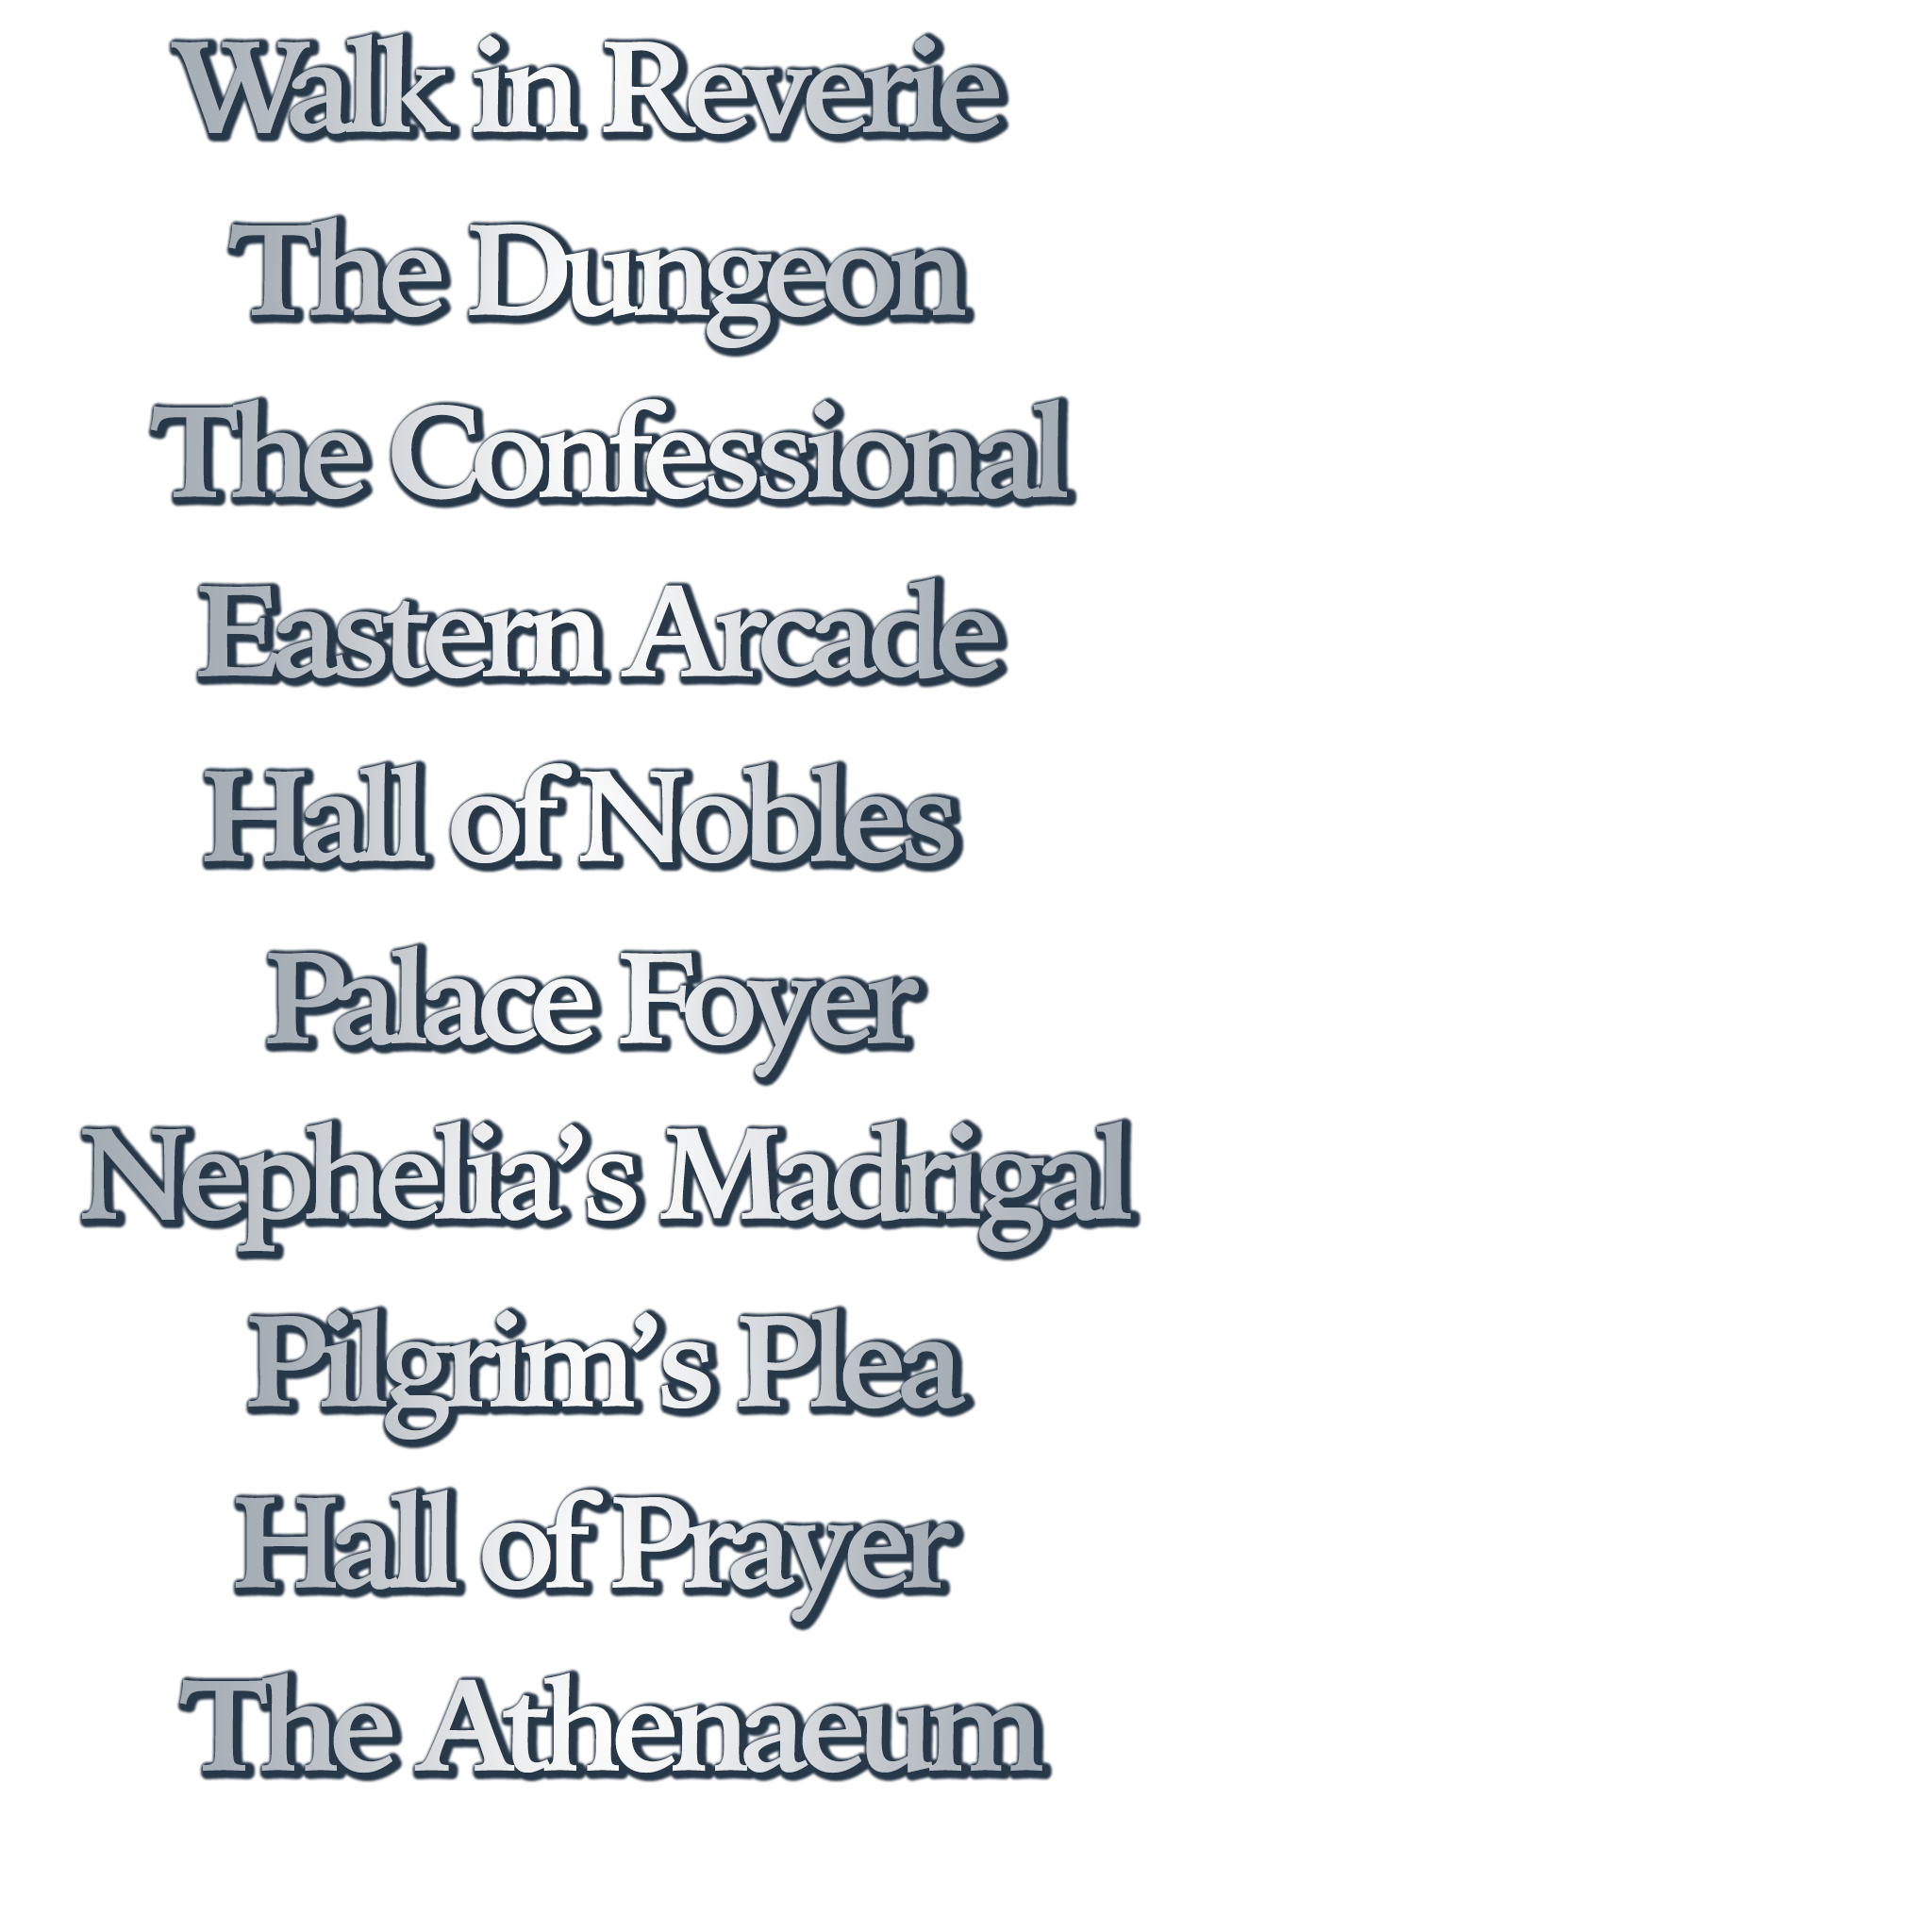 Walk in Reverie
The Dungeon
The Confessional
Eastern Arcade
Hall of Nobles
Palace Foyer
Nephelia’s Madrigal
Pilgrim’s Plea
Hall of Prayer
The Athenaeum